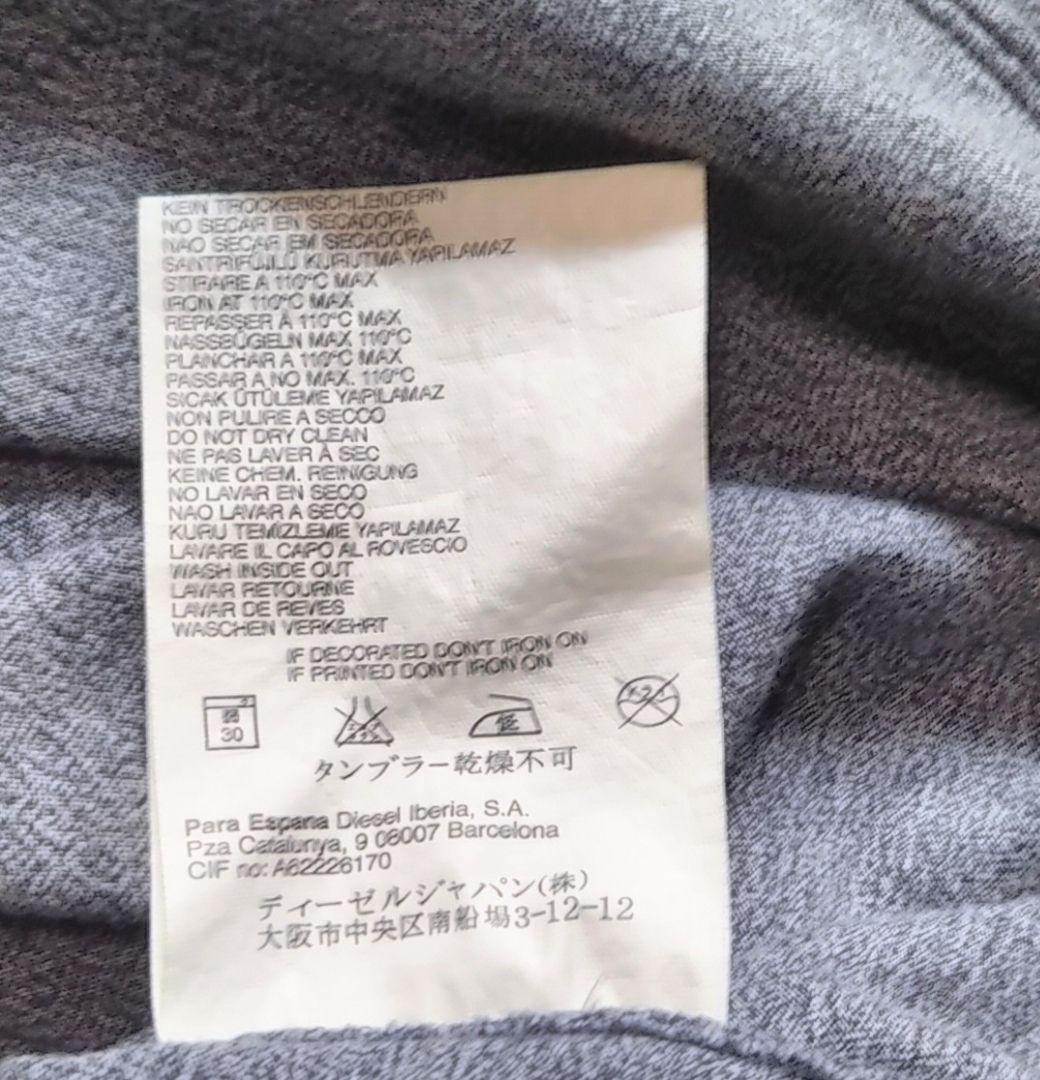 KEIN TROCKENSCHLENDERN
NO SECAR EN SECADORA
NAO SECAR EM SECADORA
SANTRIFÜJLÜ KURUTMA YAPILAMAZ
STIRARE A 110°C MAX
IRON AT 110°C MAX
REPASSER À 110°C MAX
NASSBÜGELN MAX 110°C
PLANCHAR A 110°C MAX
PASSAR A NO MAX. 110°C
SICAK ÜTÜLEME YAPILAMAZ
NON PULIRE A SECCO
DO NOT DRY CLEAN
NE PAS LAVER À SEC
KEINE CHEM. REINIGUNG
NO LAVAR EN SECO
NAO LAVAR A SECO
KURU TEMIZLEME YAPILAMAZ
LAVARE IL CAPO AL ROVESCIO
WASH INSIDE OUT
LAVAR RETOURNE
LAVAR DE REVES
WASCHEN VERKEHRT
IF DECORATED DON'T IRON ON
IF PRINTED DON'T IRON ON
30 低
タンブラー乾燥不可
Para Espana Diesel Iberia, S.A.
Pza Catalunya, 9 08007 Barcelona
CIF no: A62226170
ディーゼルジャパン(株)
大阪市中央区南船場3-12-12